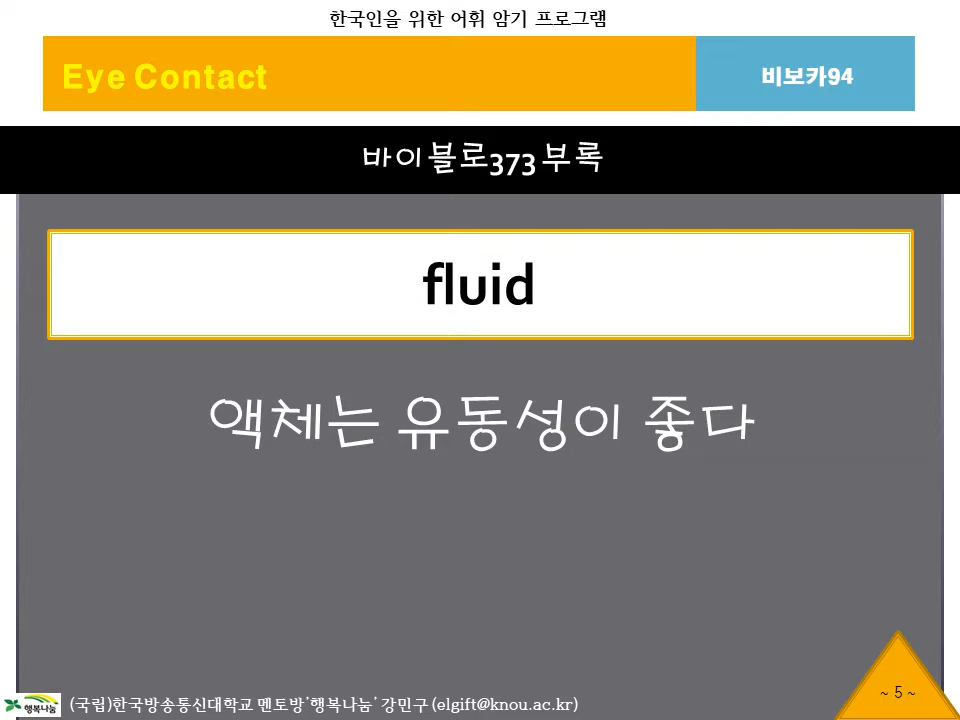 한국인을 위한 어휘 암기 프로그램
Eye Contact
비보카94
바이블로373부록
fluid
액체는 유동성이 좋다
~ 5 ~
행복나눔
(국립)한국방송통신대학교 멘토방'행복나눔' 강민구(elgift@knou.ac.kr)